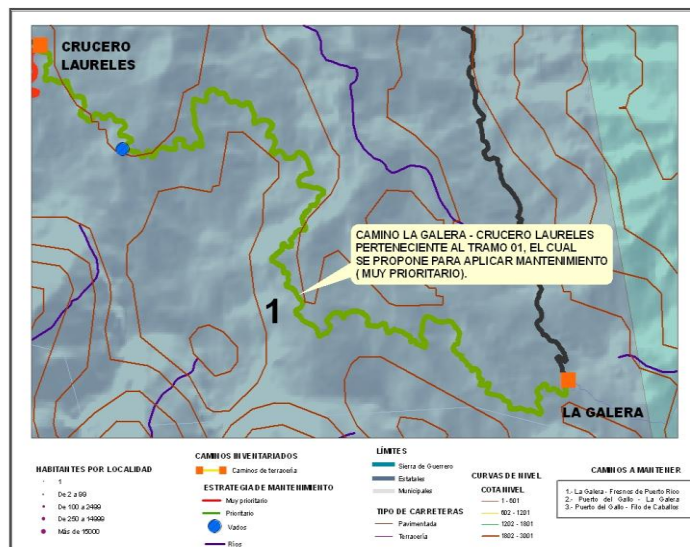 CRUCERO
LAURELES
CAMINO LA GALERA - CRUCERO LAURELES
PERTENECIENTE AL TRAMO 01, EL CUAL
SE PROPONE PARA APLICAR MANTENIMIENTO
( MUY PRIORITARIO).
1
LA GALERA
HABITANTES POR LOCALIDAD
1
De 2 a 99
De 100 a 2499
De 250 a 14999
Más de 15000
CAMINOS INVENTARIADOS
Caminos de terracería
ESTRATEGIA DE MANTENIMIENTO
Muy prioritario
Prioritario
Vados
Ríos
LÍMITES
Sierra de Guerrero
Estatales
Municipales
TIPO DE CARRETERAS
Pavimentada
Terracería
CURVAS DE NIVEL
COTA NIVEL
1 - 601
602 - 1201
1202 - 1801
1802 - 3001
CAMINOS A MANTENER
1.- La Galera - Fresnos de Puerto Rico
2.- Puerto del Gallo - La Galera
3.- Puerto del Gallo - Filo de Caballos